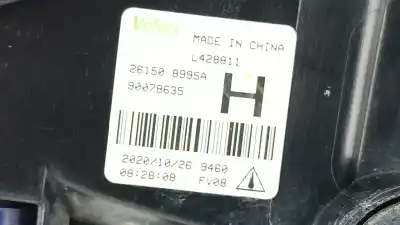 Valeo
MADE IN CHINA
L428811
26150 8995A
90078635
H
2020/10/26 9460
08:28:08 FV08